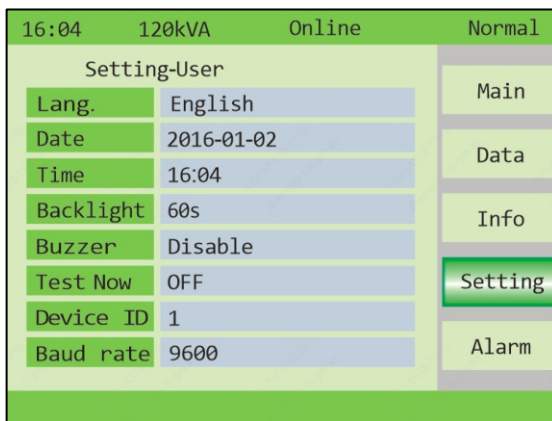 16:04 120kVA Online Normal
Setting-User
Lang. English
Date 2016-01-02
Time 16:04
Backlight 60s
Buzzer Disable
Test Now OFF
Device ID 1
Baud rate 9600
Main
Data
Info
Setting
Alarm